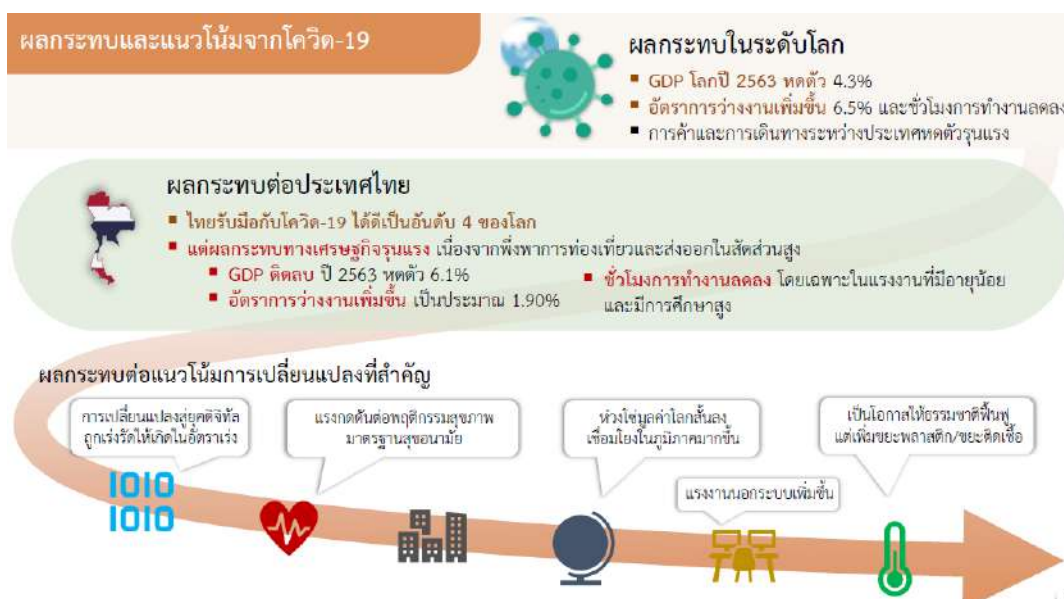 ผลกระทบและแนวโน้มจากโควิด-19
ผลกระทบในระดับโลก
▪ GDP โลกปี 2563 หดตัว 4.3%
▪ อัตราการว่างงานเพิ่มขึ้น 6.5% และชั่วโมงการทำงานลดลง
▪ การค้าและการเดินทางระหว่างประเทศหดตัวรุนแรง
ผลกระทบต่อประเทศไทย
▪ ไทยรับมือกับโควิด-19 ได้ดีเป็นอันดับ 4 ของโลก
▪ แต่ผลกระทบทางเศรษฐกิจรุนแรง เนื่องจากพึ่งพาการท่องเที่ยวและส่งออกในสัดส่วนสูง
▪ GDP ติดลบ ปี 2563 หดตัว 6.1%
▪ อัตราการว่างงานเพิ่มขึ้น เป็นประมาณ 1.90%
▪ ชั่วโมงการทำงานลดลง โดยเฉพาะในแรงงานที่มีอายุน้อย
และมีการศึกษาสูง
ผลกระทบต่อแนวโน้มการเปลี่ยนแปลงที่สำคัญ
การเปลี่ยนแปลงสู่ยุคดิจิทัล
ถูกเร่งรัดให้เกิดในอัตราเร่ง
แรงกดดันต่อพฤติกรรมสุขภาพ
มาตรฐานสุขอนามัย
ห่วงโซ่มูลค่าโลกสั้นลง
เชื่อมโยงในภูมิภาคมากขึ้น
แรงงานนอกระบบเพิ่มขึ้น
เป็นโอกาสให้ธรรมชาติฟื้นฟู
แต่เพิ่มขยะพลาสติก/ขยะติดเชื้อ
1010
1010